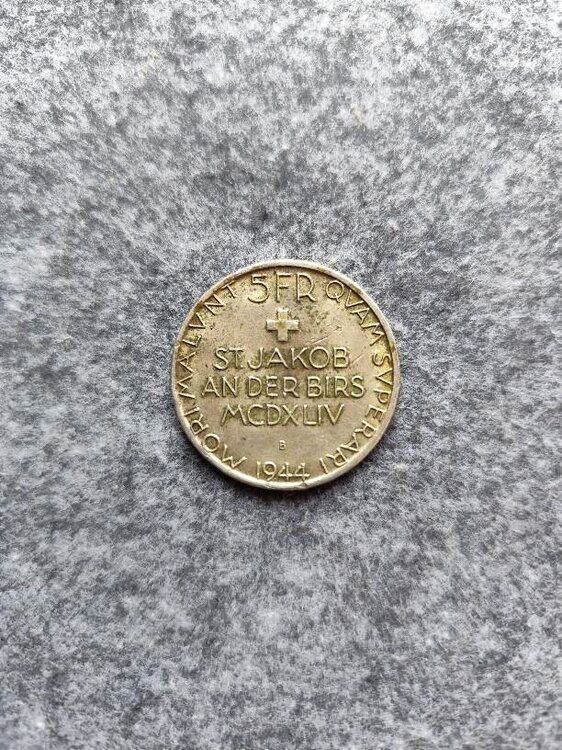 MORI MALVNT 5FR QVAM SVPERARI
ST. JAKOB
AN DER BIRS
MCDXLIV
B
1944